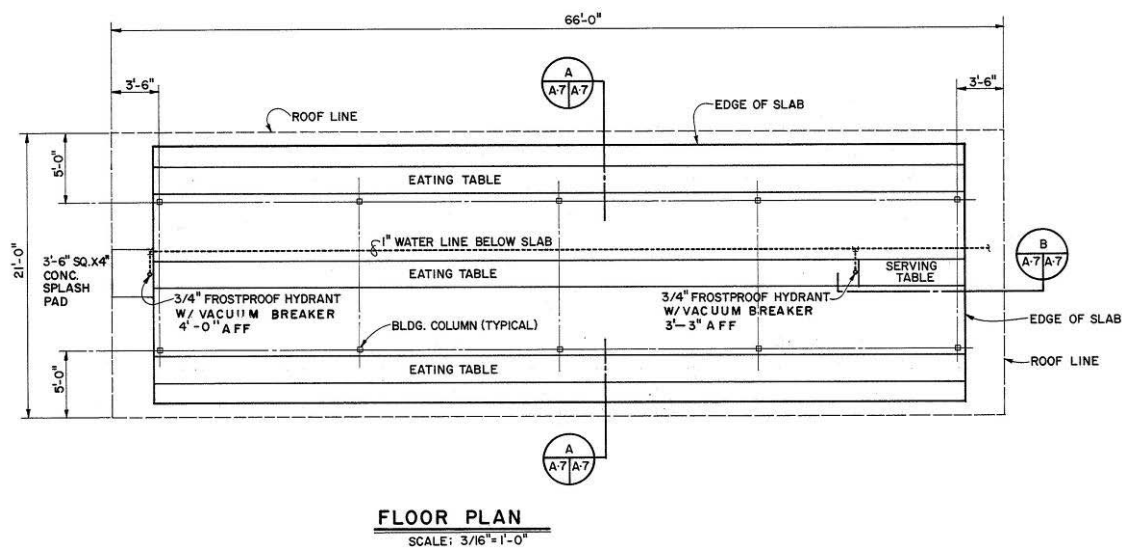 66'-0"
3'-6"
3'-6"
A
A-7 A-7
ROOF LINE
EDGE OF SLAB
5'-0"
EATING TABLE
21'-0"
1" WATER LINE BELOW SLAB
B
A-7 A-7
3'-6" SQ.X4"
CONC.
SPLASH
PAD
EATING TABLE
SERVING
TABLE
3/4" FROSTPROOF HYDRANT
W/ VACUUM BREAKER
4'-0" AFF
3/4" FROSTPROOF HYDRANT
W/VACUUM BREAKER
3'-3" AFF
EDGE OF SLAB
BLDG. COLUMN (TYPICAL)
ROOF LINE
5'-0"
EATING TABLE
A
A-7 A-7
FLOOR PLAN
SCALE: 3/16"=1'-0"